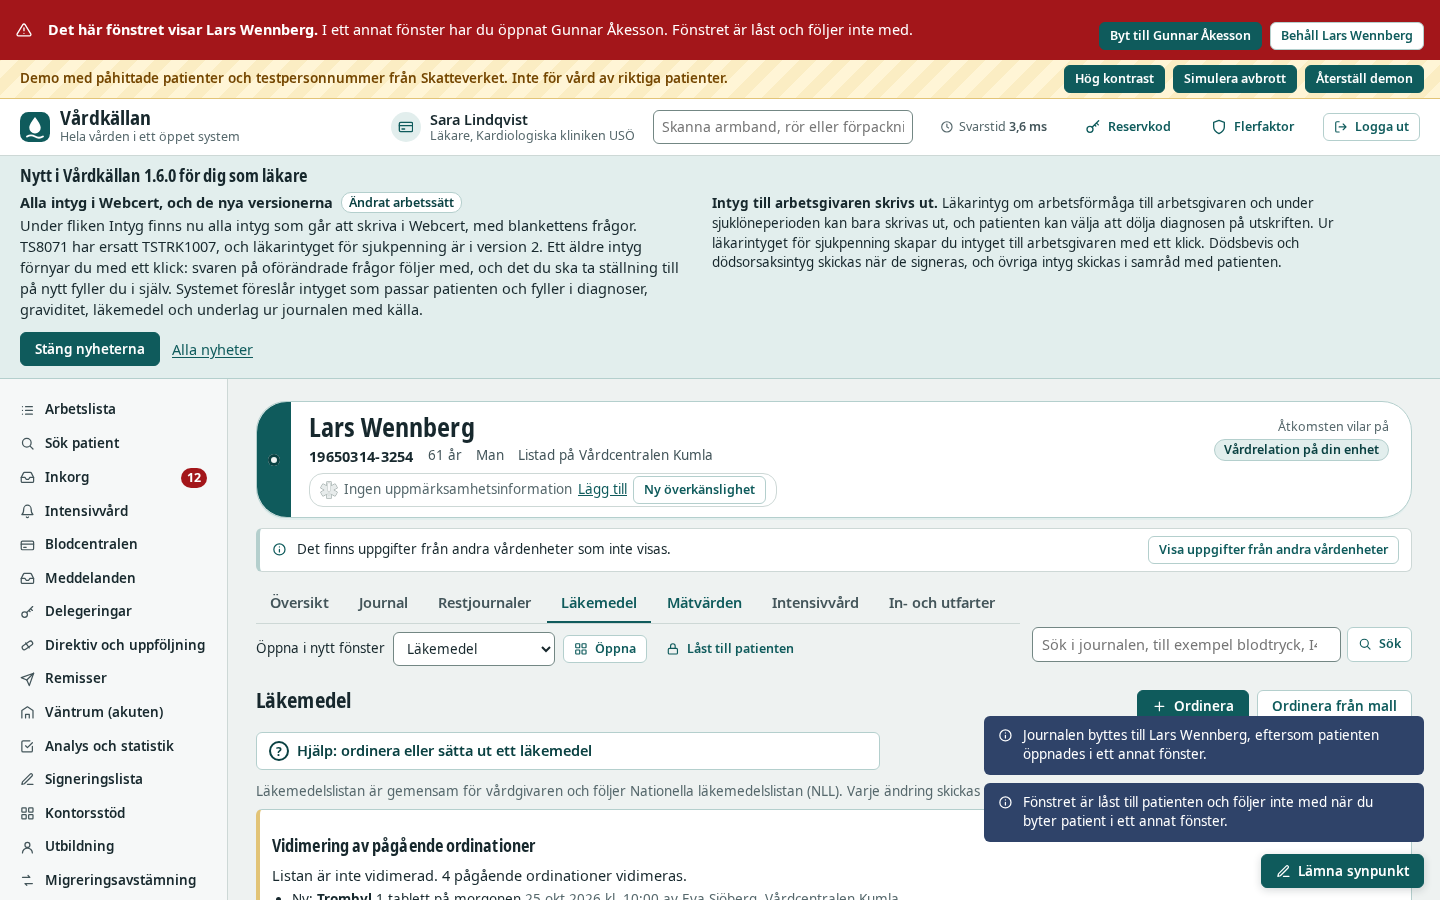 Det här fönstret visar Lars Wennberg. I ett annat fönster har du öppnat Gunnar Åkesson. Fönstret är låst och följer inte med.
Byt till Gunnar Åkesson
Behåll Lars Wennberg
Demo med påhittade patienter och testpersonnummer från Skatteverket. Inte för vård av riktiga patienter.
Hög kontrast
Simulera avbrott
Återställ demon
Vårdkällan
Hela vården i ett öppet system
Sara Lindqvist
Läkare, Kardiologiska kliniken USÖ
Skanna armband, rör eller förpackni
Svarstid 3,6 ms
Reservkod
Flerfaktor
Logga ut
Nytt i Vårdkällan 1.6.0 för dig som läkare
Alla intyg i Webcert, och de nya versionerna
Ändrat arbetssätt
Under fliken Intyg finns nu alla intyg som går att skriva i Webcert, med blankettens frågor.
TS8071 har ersatt TSTRK1007, och läkarintyget för sjukpenning är i version 2. Ett äldre intyg
förnyar du med ett klick: svaren på oförändrade frågor följer med, och det du ska ta ställning till
på nytt fyller du i själv. Systemet föreslår intyget som passar patienten och fyller i diagnoser,
graviditet, läkemedel och underlag ur journalen med källa.
Intyg till arbetsgivaren skrivs ut. Läkarintyg om arbetsförmåga till arbetsgivaren och under
sjuklöneperioden kan bara skrivas ut, och patienten kan välja att dölja diagnosen på utskriften. Ur
läkarintyget för sjukpenning skapar du intyget till arbetsgivaren med ett klick. Dödsbevis och
dödsorsaksintyg skickas när de signeras, och övriga intyg skickas i samråd med patienten.
Stäng nyheterna
Alla nyheter
Arbetslista
Sök patient
Inkorg
12
Intensivvård
Blodcentralen
Meddelanden
Delegeringar
Direktiv och uppföljning
Remisser
Väntrum (akuten)
Analys och statistik
Signeringslista
Kontorsstöd
Utbildning
Migreringsavstämning
Lars Wennberg
19650314-3254 61 år Man Listad på Vårdcentralen Kumla
Ingen uppmärksamhetsinformation Lägg till
Ny överkänslighet
Åtkomsten vilar på
Vårdrelation på din enhet
Det finns uppgifter från andra vårdenheter som inte visas.
Visa uppgifter från andra vårdenheter
Översikt
Journal
Restjournaler
Läkemedel
Mätvärden
Intensivvård
In- och utfarter
Öppna i nytt fönster
Läkemedel
Öppna
Låst till patienten
Sök i journalen, till exempel blodtryck, I
Sök
Läkemedel
Ordinera
Ordinera från mall
Hjälp: ordinera eller sätta ut ett läkemedel
Läkemedelslistan är gemensam för vårdgivaren och följer Nationella läkemedelslistan (NLL). Varje ändring skickas
Vidimering av pågående ordinationer
Listan är inte vidimerad. 4 pågående ordinationer vidimeras.
Ny: Trombyl 1 tablett på morgonen 25 okt 2026 kl. 10:00 av Eva Sjöberg, Vårdcentralen Kumla
Journalen byttes till Lars Wennberg, eftersom patienten
öppnades i ett annat fönster.
Fönstret är låst till patienten och följer inte med när du
byter patient i ett annat fönster.
Lämna synpunkt